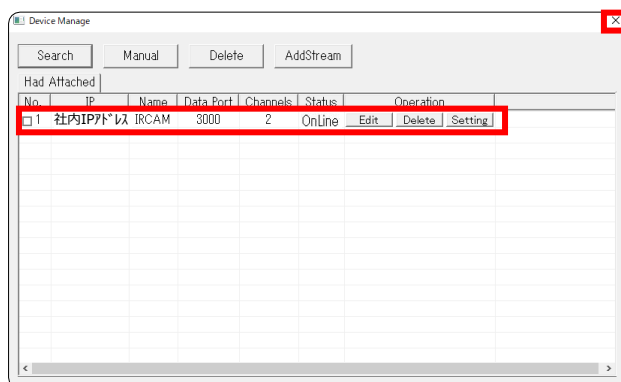 Device Manage
Search Manual Delete AddStream
Had Attached
No. IP Name Data Port Channels Status Operation
1 社内IPｱﾄﾞﾚｽ IRCAM 3000 2 OnLine Edit Delete Setting